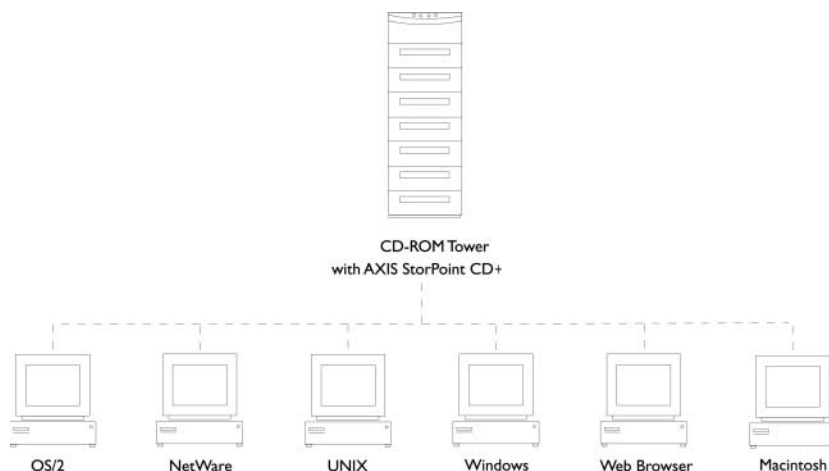 CD-ROM Tower
with AXIS StorPoint CD+
OS/2 NetWare UNIX Windows Web Browser Macintosh